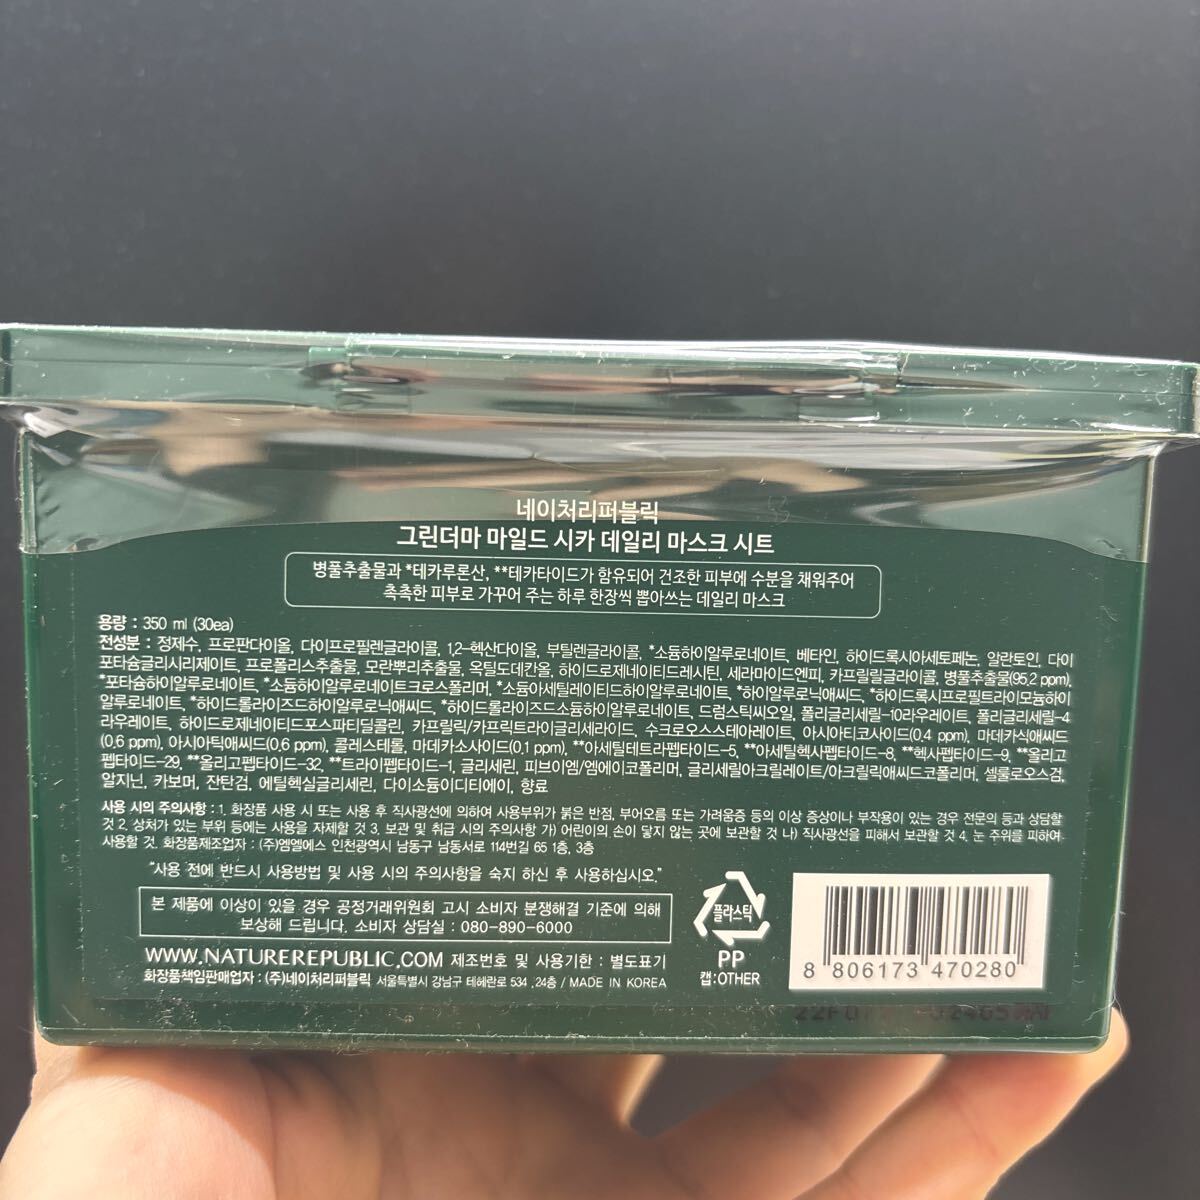 네이처리퍼블릭
그린더마 마일드 시카 데일리 마스크 시트
병풀추출물과 *테카루론산, **테카타이드가 함유되어 건조한 피부에 수분을 채워주어
촉촉한 피부로 가꾸어 주는 하루 한장씩 뽑아쓰는 데일리 마스크
용량 : 350 ml (30ea)
전성분 : 정제수, 프로판다이올, 다이프로필렌글라이콜, 1,2-헥산다이올, 부틸렌글라이콜, *소듐하이알루로네이트, 베타인, 하이드록시아세토페논, 알란토인, 다이
포타슘글리시리제이트, 프로폴리스추출물, 모란뿌리추출물, 옥틸도데칸올, 하이드로제네이티드레시틴, 세라마이드엔피, 카프릴릴글라이콜, 병풀추출물(95.2 ppm),
*포타슘하이알루로네이트, *소듐하이알루로네이트크로스폴리머, *소듐아세틸레이티드하이알루로네이트, *하이알루로닉애씨드, *하이드록시프로필트라이모늄하이
알루로네이트, *하이드롤라이즈드하이알루로닉애씨드, *하이드롤라이즈드소듐하이알루로네이트, 드럼스틱씨오일, 폴리글리세릴-10라우레이트, 폴리글리세릴-4
라우레이트, 하이드로제네이티드포스파티딜콜린, 카프릴릭/카프릭트라이글리세라이드, 수크로오스스테아레이트, 아시아티코사이드(0.4 ppm), 마데카식애씨드
(0.6 ppm), 아시아틱애씨드(0.6 ppm), 콜레스테롤, 마데카소사이드(0.1 ppm), **아세틸테트라펩타이드-5, **아세틸헥사펩타이드-8, **헥사펩타이드-9, **올리고
펩타이드-29, **올리고펩타이드-32, **트라이펩타이드-1, 글리세린, 피브이엠/엠에이코폴리머, 글리세릴아크릴레이트/아크릴릭애씨드코폴리머, 셀룰로오스검,
알지닌, 카보머, 잔탄검, 에틸헥실글리세린, 다이소듐이디티에이, 향료
사용 시의 주의사항 : 1. 화장품 사용 시 또는 사용 후 직사광선에 의하여 사용부위가 붉은 반점, 부어오름 또는 가려움증 등의 이상 증상이나 부작용이 있는 경우 전문의 등과 상담할
것 2. 상처가 있는 부위 등에는 사용을 자제할 것 3. 보관 및 취급 시의 주의사항 가) 어린이의 손이 닿지 않는 곳에 보관할 것 나) 직사광선을 피해서 보관할 것 4. 눈 주위를 피하여
사용할 것. 화장품제조업자 : (주)엠엘에스 인천광역시 남동구 남동서로 114번길 65 1층, 3층
"사용 전에 반드시 사용방법 및 사용 시의 주의사항을 숙지 하신 후 사용하십시오."
본 제품에 이상이 있을 경우 공정거래위원회 고시 소비자 분쟁해결 기준에 의해
보상해 드립니다. 소비자 상담실 : 080-890-6000
WWW.NATUREREPUBLIC.COM 제조번호 및 사용기한 : 별도표기
화장품책임판매업자 : (주)네이처리퍼블릭 서울특별시 강남구 테헤란로 534 ,24층 / MADE IN KOREA
플라스틱
PP
캡:OTHER
8 806173 470280